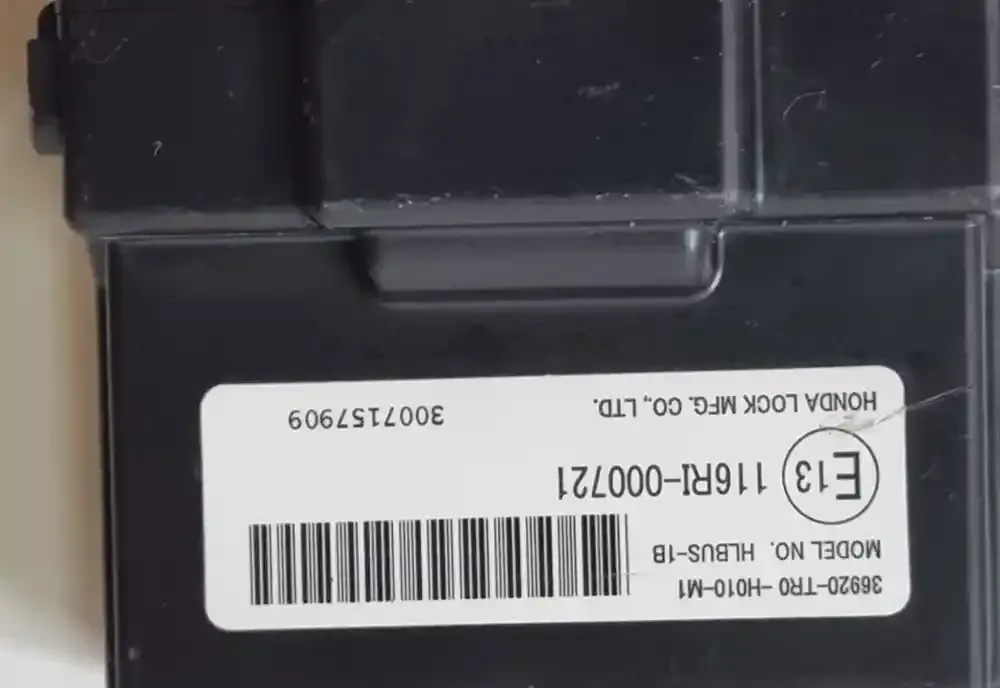 36920-TR0-H010-M1
MODEL NO. HLBUS-1B
E13 116RI-000721
HONDA LOCK MFG. CO., LTD. 3007157909